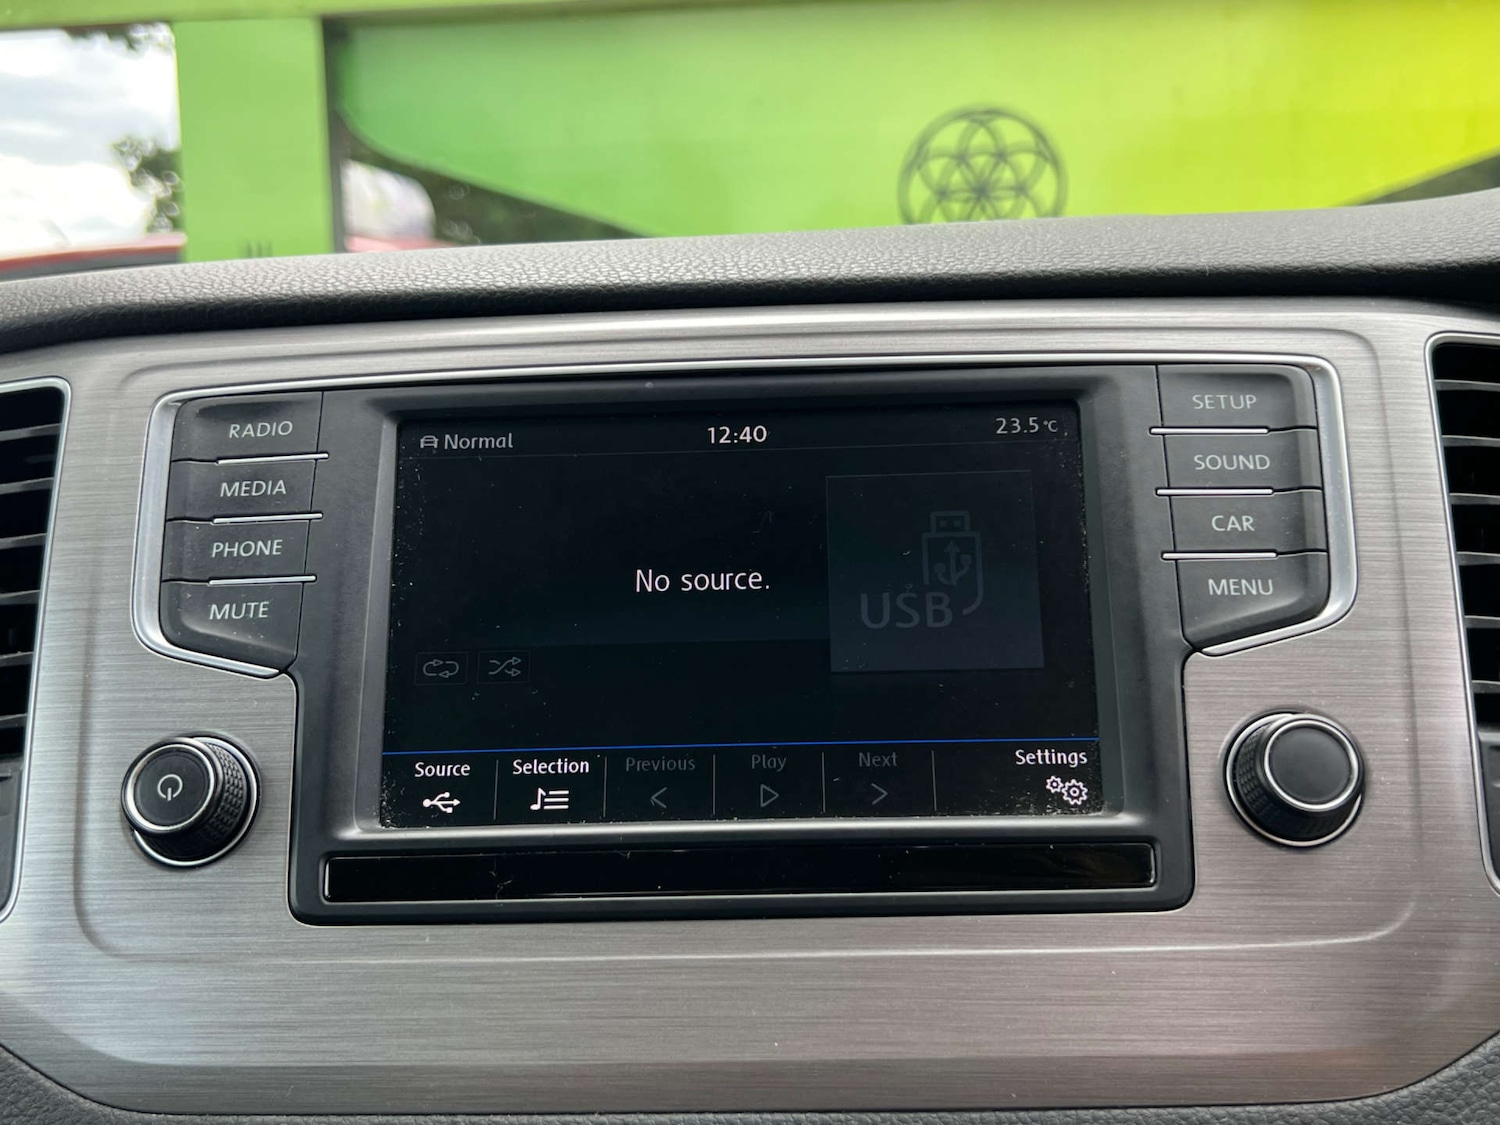 RADIO
MEDIA
PHONE
MUTE
Normal 12:40 23.5°C
No source.
USB
Source Selection Previous Play Next Settings
SETUP
SOUND
CAR
MENU